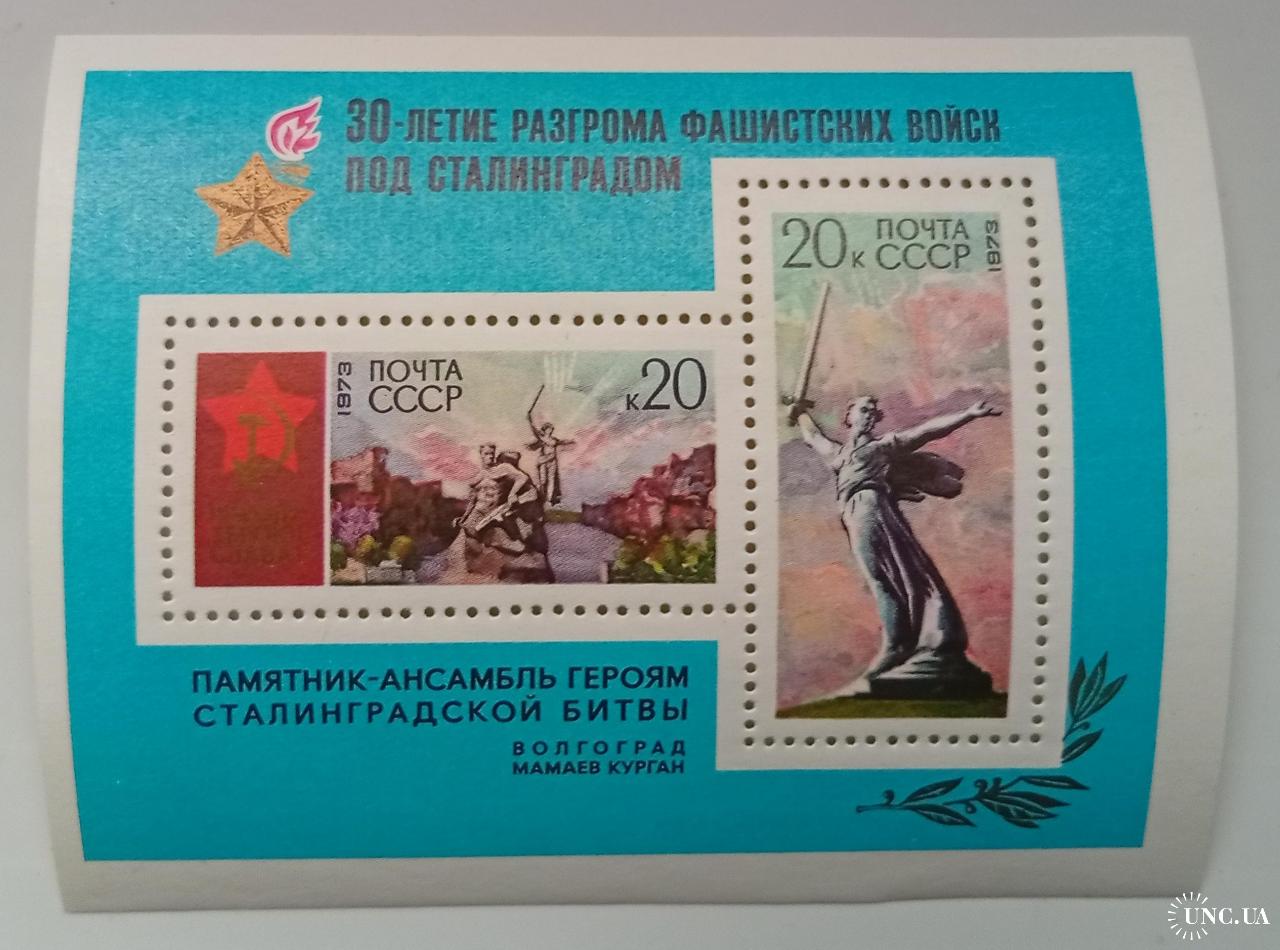 30-ЛЕТИЕ РАЗГРОМА ФАШИСТСКИХ ВОЙСК
ПОД СТАЛИНГРАДОМ
20к ПОЧТА
СССР
1973
1973
ПОЧТА
СССР
к20
ПАМЯТНИК-АНСАМБЛЬ ГЕРОЯМ
СТАЛИНГРАДСКОЙ БИТВЫ
ВОЛГОГРАД
МАМАЕВ КУРГАН
UNC.UA